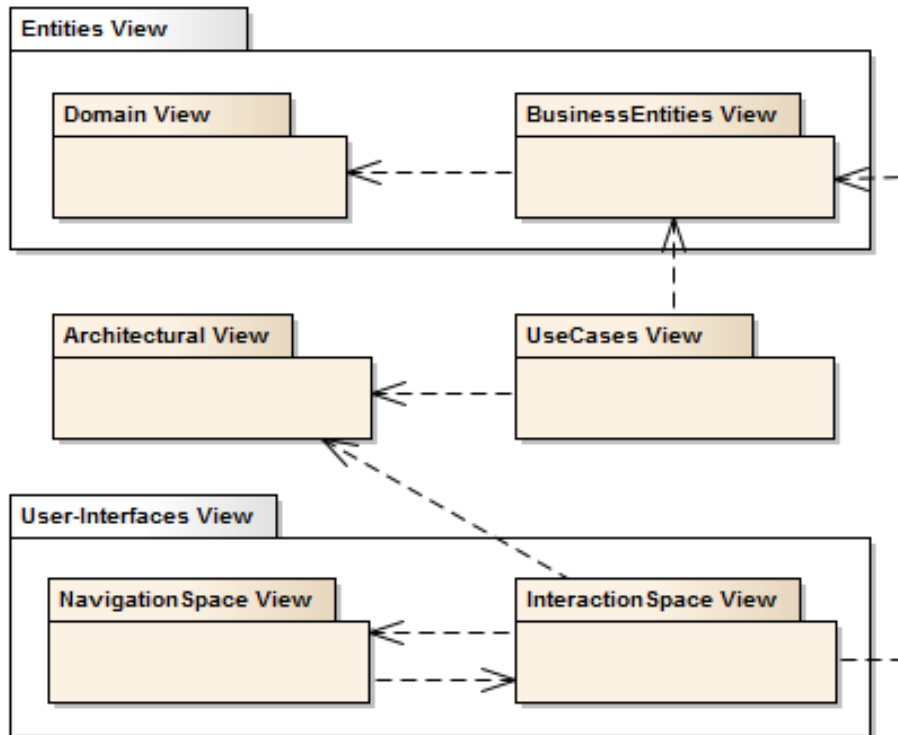 Entities View
Domain View
BusinessEntities View
Architectural View
UseCases View
User-Interfaces View
NavigationSpace View
InteractionSpace View